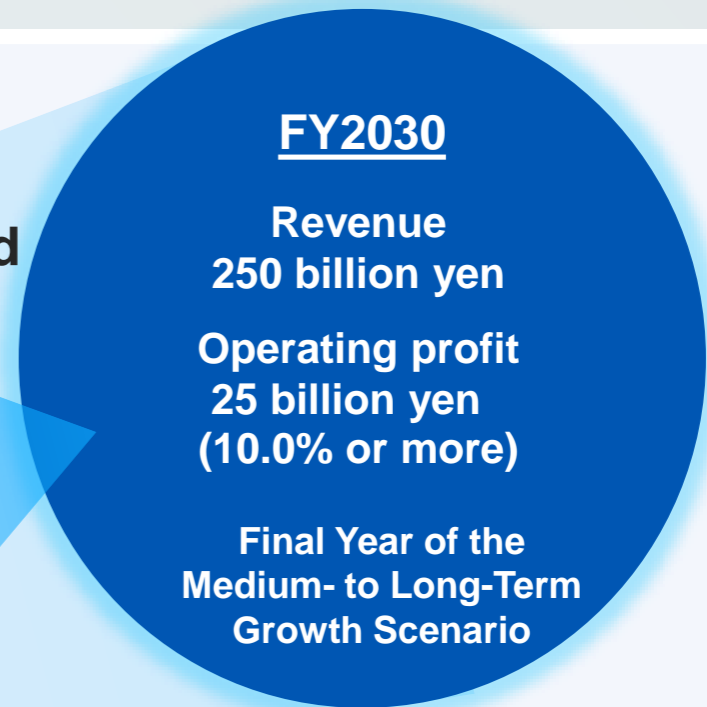 FY2030
Revenue
250 billion yen
Operating profit
25 billion yen
(10.0% or more)
Final Year of the
Medium- to Long-Term
Growth Scenario